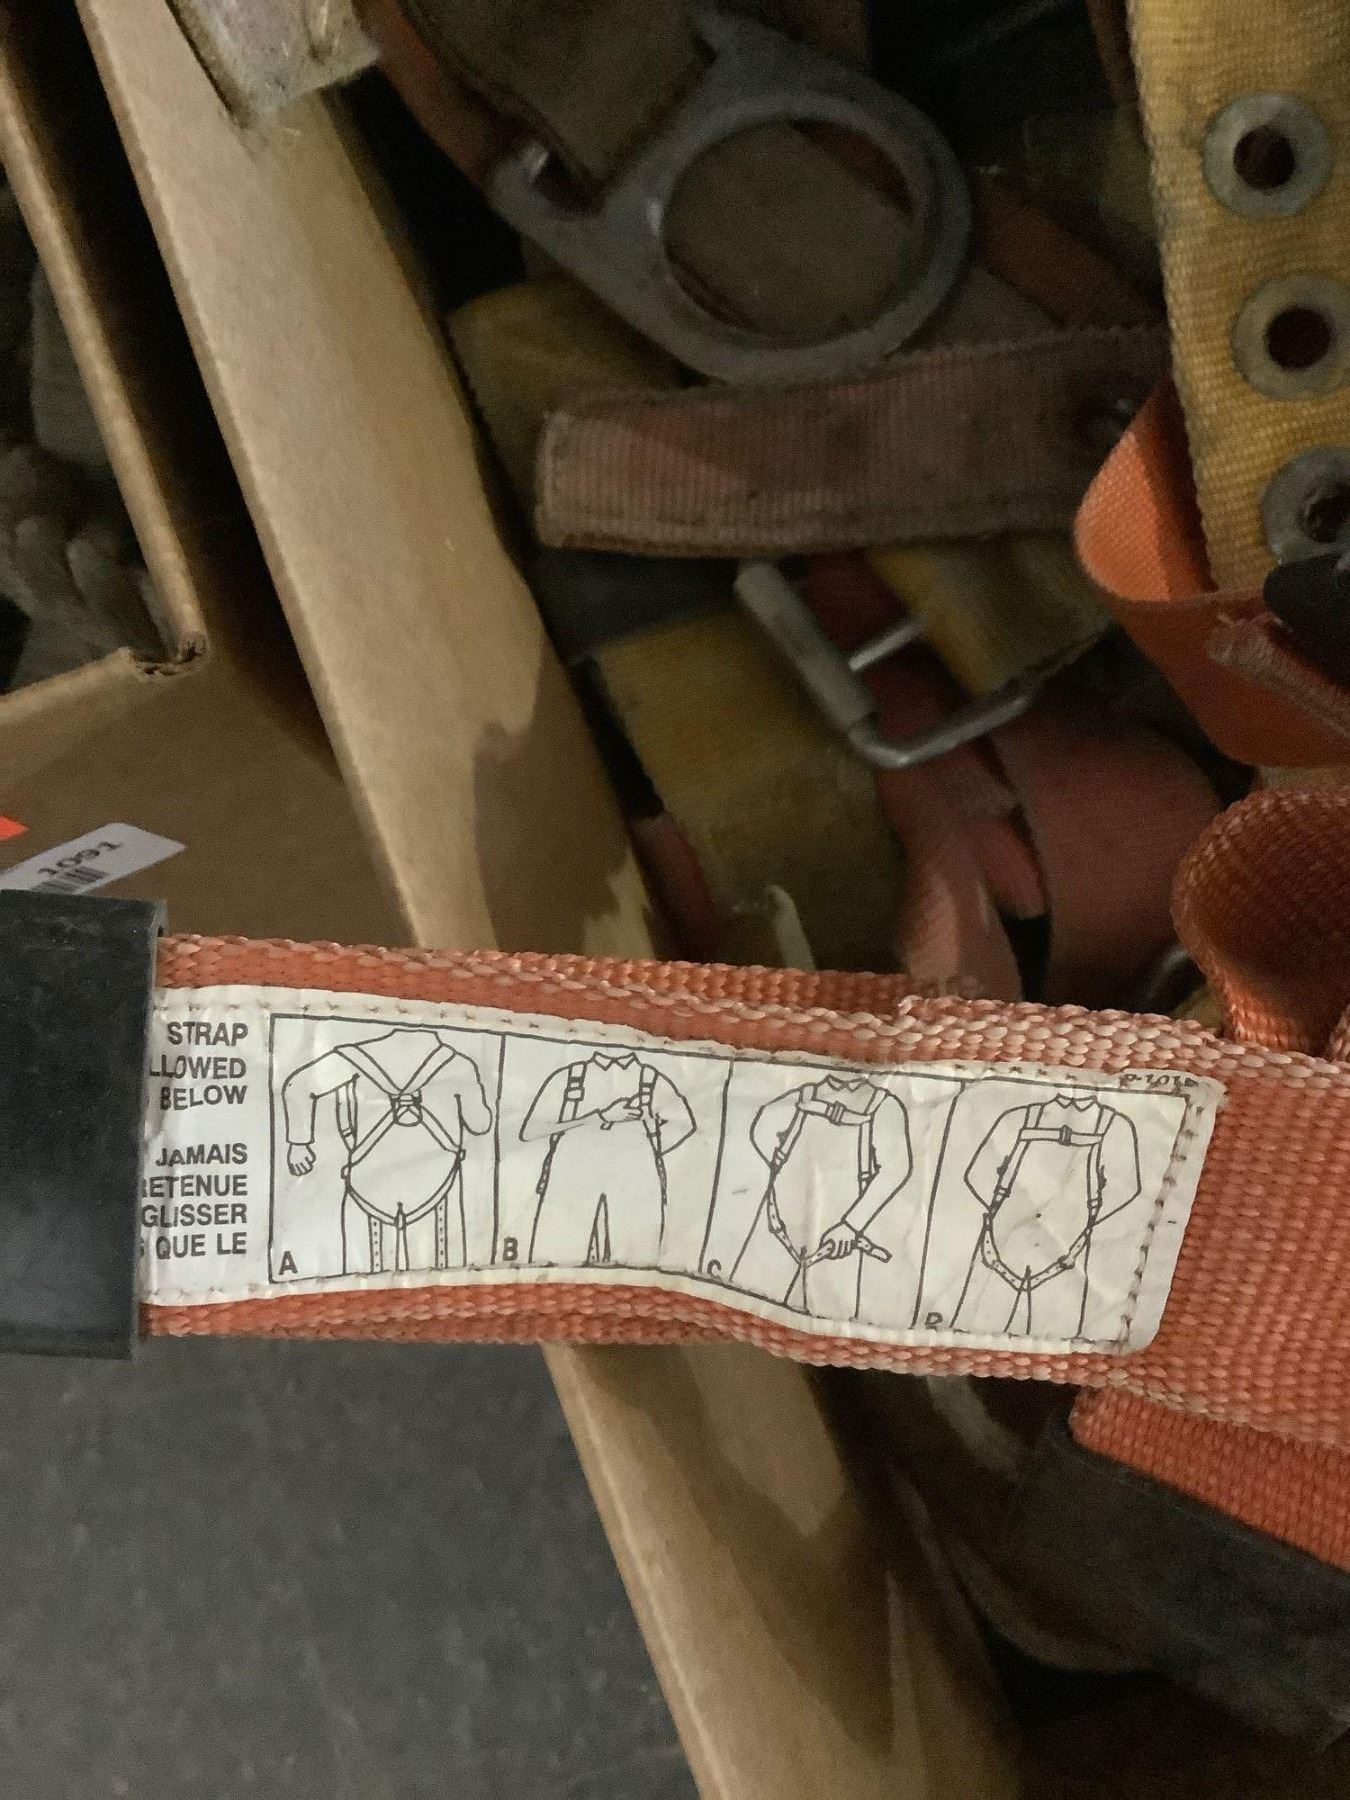 1091
STRAP
LLOWED
BELOW
JAMAIS
RETENUE
GLISSER
QUE LE
A
B
C
D